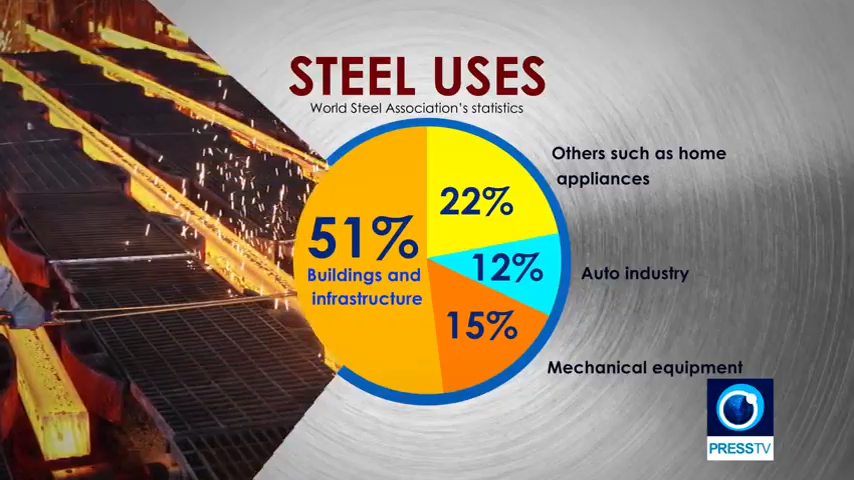 STEEL USES
World Steel Association's statistics
Others such as home
appliances
22%
51%
Buildings and
infrastructure
12%
Auto industry
15%
Mechanical equipment
PRESSTV